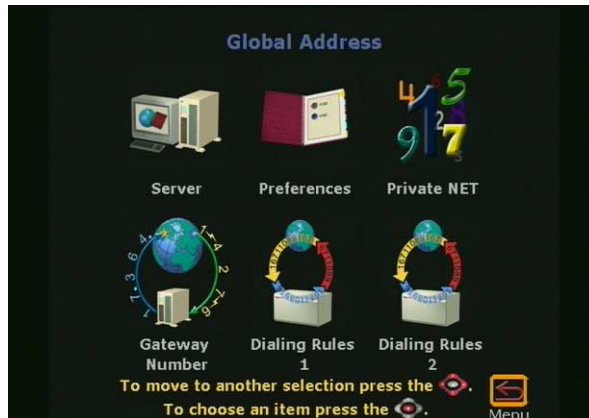 Global Address
Server Preferences Private NET
Gateway Number
Dialing Rules 1
Dialing Rules 2
To move to another selection press the .
To choose an item press the .
Menu